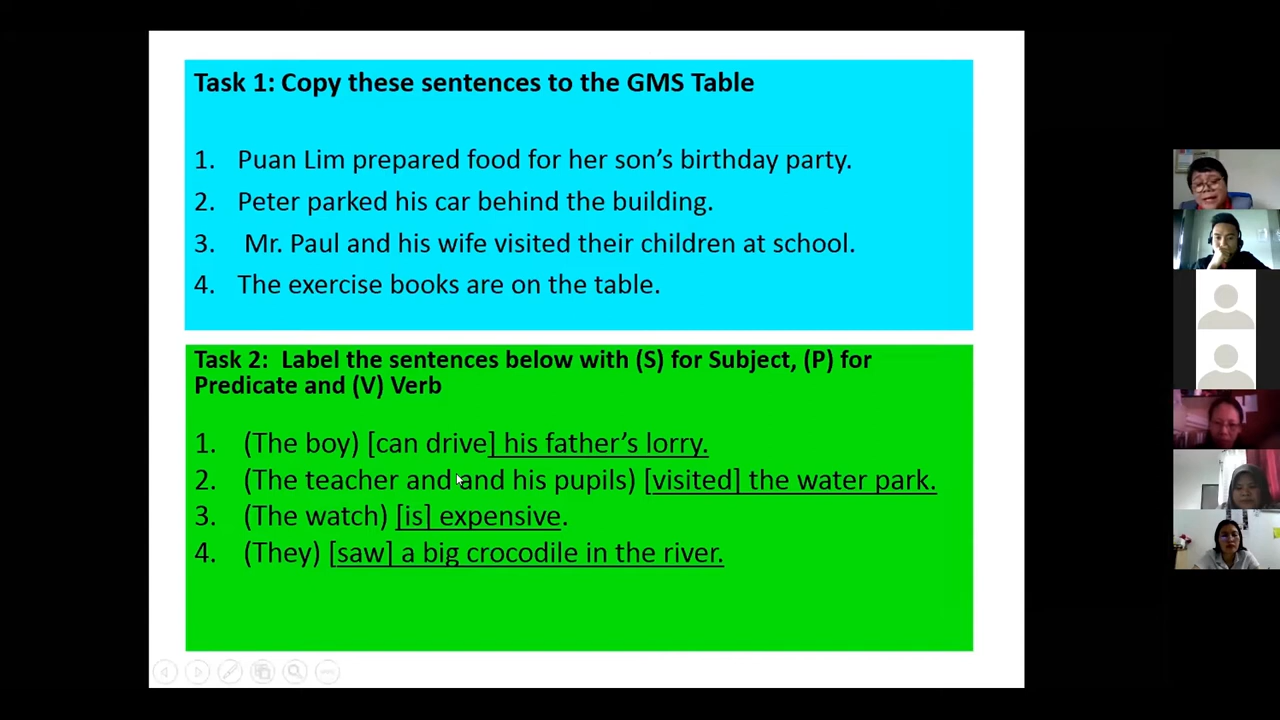 Task 1: Copy these sentences to the GMS Table
1. Puan Lim prepared food for her son’s birthday party.
2. Peter parked his car behind the building.
3. Mr. Paul and his wife visited their children at school.
4. The exercise books are on the table.
Task 2: Label the sentences below with (S) for Subject, (P) for
Predicate and (V) Verb
1. (The boy) [can drive] his father’s lorry.
2. (The teacher and and his pupils) [visited] the water park.
3. (The watch) [is] expensive.
4. (They) [saw] a big crocodile in the river.